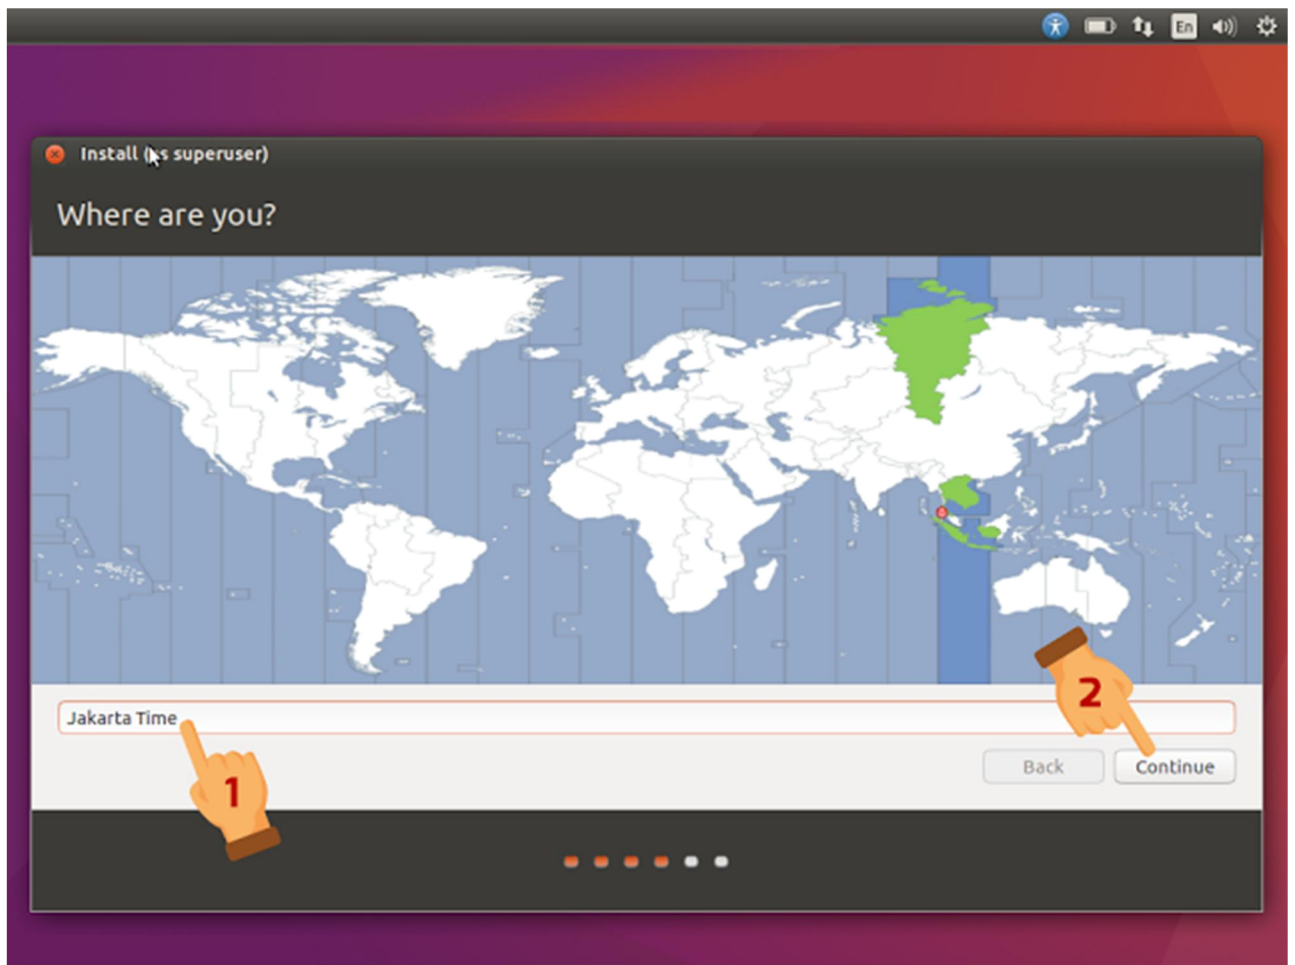 En
Install (as superuser)
Where are you?
Jakarta Time
1
2
Back
Continue